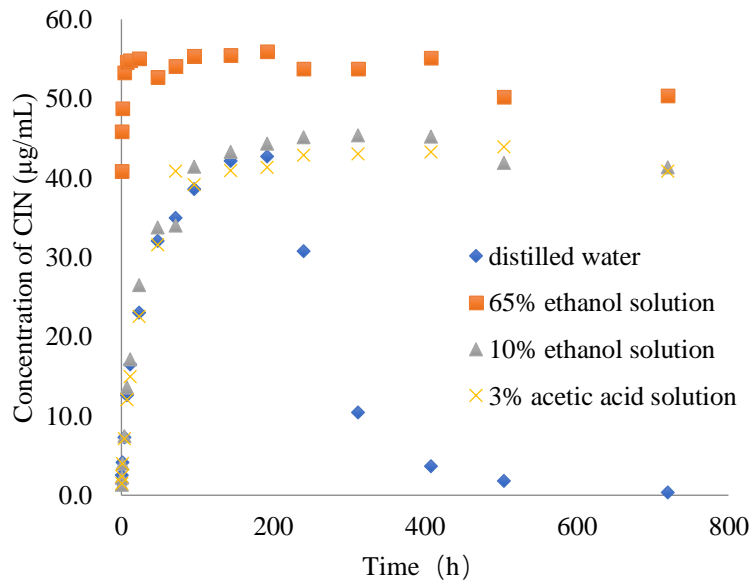 60.0
50.0
40.0
30.0
20.0
10.0
0.0
Concentration of CIN (μg/mL)
distilled water
65% ethanol solution
10% ethanol solution
3% acetic acid solution
0
200
400
600
800
Time（h）